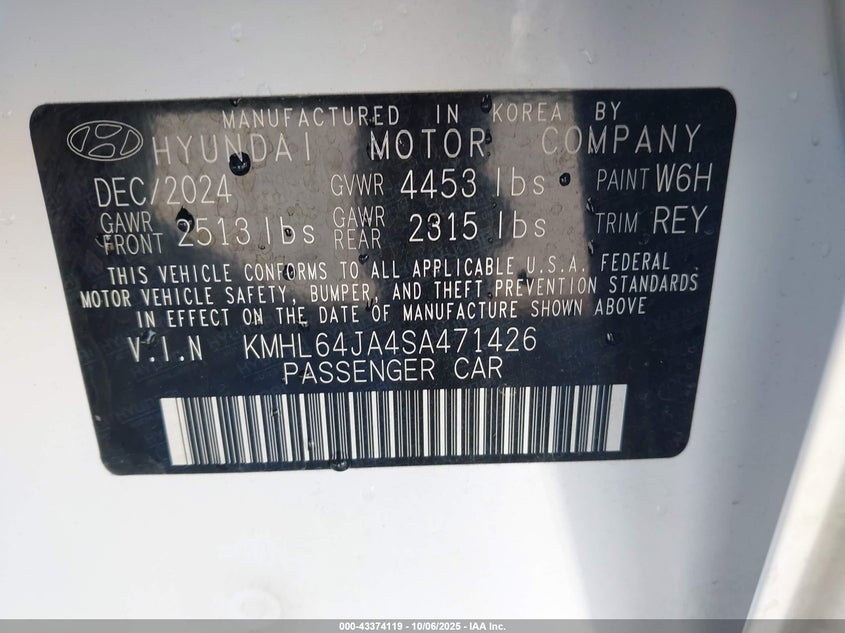 MANUFACTURED IN KOREA BY
HYUNDAI MOTOR COMPANY
DEC/2024 GVWR 4453 lbs PAINT W6H
GAWR FRONT 2513 lbs GAWR REAR 2315 lbs TRIM REY
THIS VEHICLE CONFORMS TO ALL APPLICABLE U.S.A. FEDERAL
MOTOR VEHICLE SAFETY, BUMPER, AND THEFT PREVENTION STANDARDS
IN EFFECT ON THE DATE OF MANUFACTURE SHOWN ABOVE
V.I.N KMHL64JA4SA471426
PASSENGER CAR
000-43374119 - 10/06/2025 - IAA Inc.